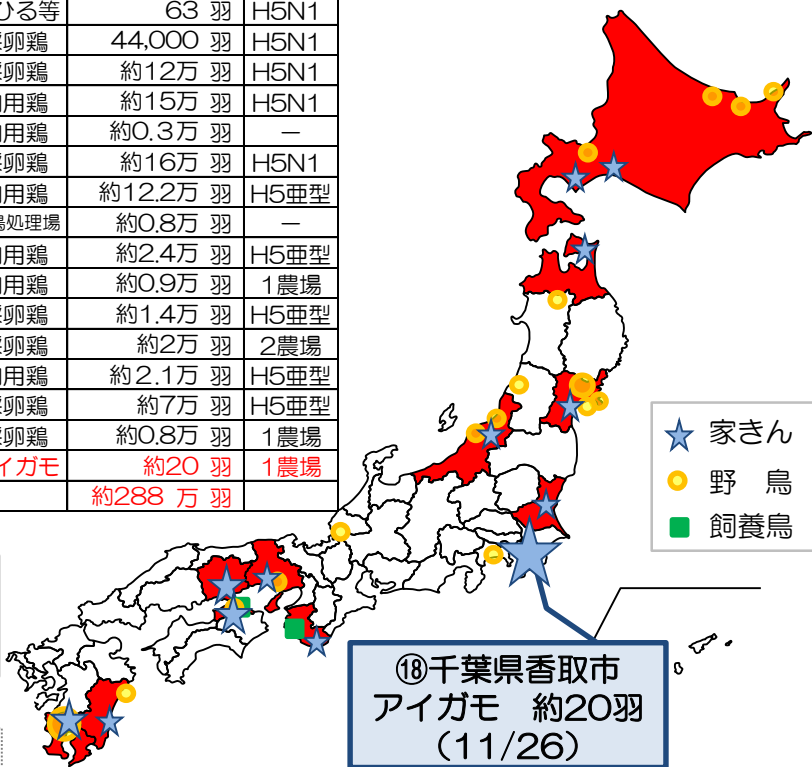 ひる等 63 羽 H5N1
卵鶏 44,000 羽 H5N1
卵鶏 約12万 羽 H5N1
用鶏 約15万 羽 H5N1
用鶏 約0.3万 羽 －
卵鶏 約16万 羽 H5N1
用鶏 約12.2万 羽 H5亜型
処理場 約0.8万 羽 －
用鶏 約2.4万 羽 H5亜型
用鶏 約0.9万 羽 1農場
卵鶏 約1.4万 羽 H5亜型
卵鶏 約2万 羽 2農場
用鶏 約2.1万 羽 H5亜型
卵鶏 約7万 羽 H5亜型
卵鶏 約0.8万 羽 1農場
イガモ 約20 羽 1農場
約288 万 羽
家きん
野 鳥
飼養鳥
⑱千葉県香取市
アイガモ 約20羽
（11/26）